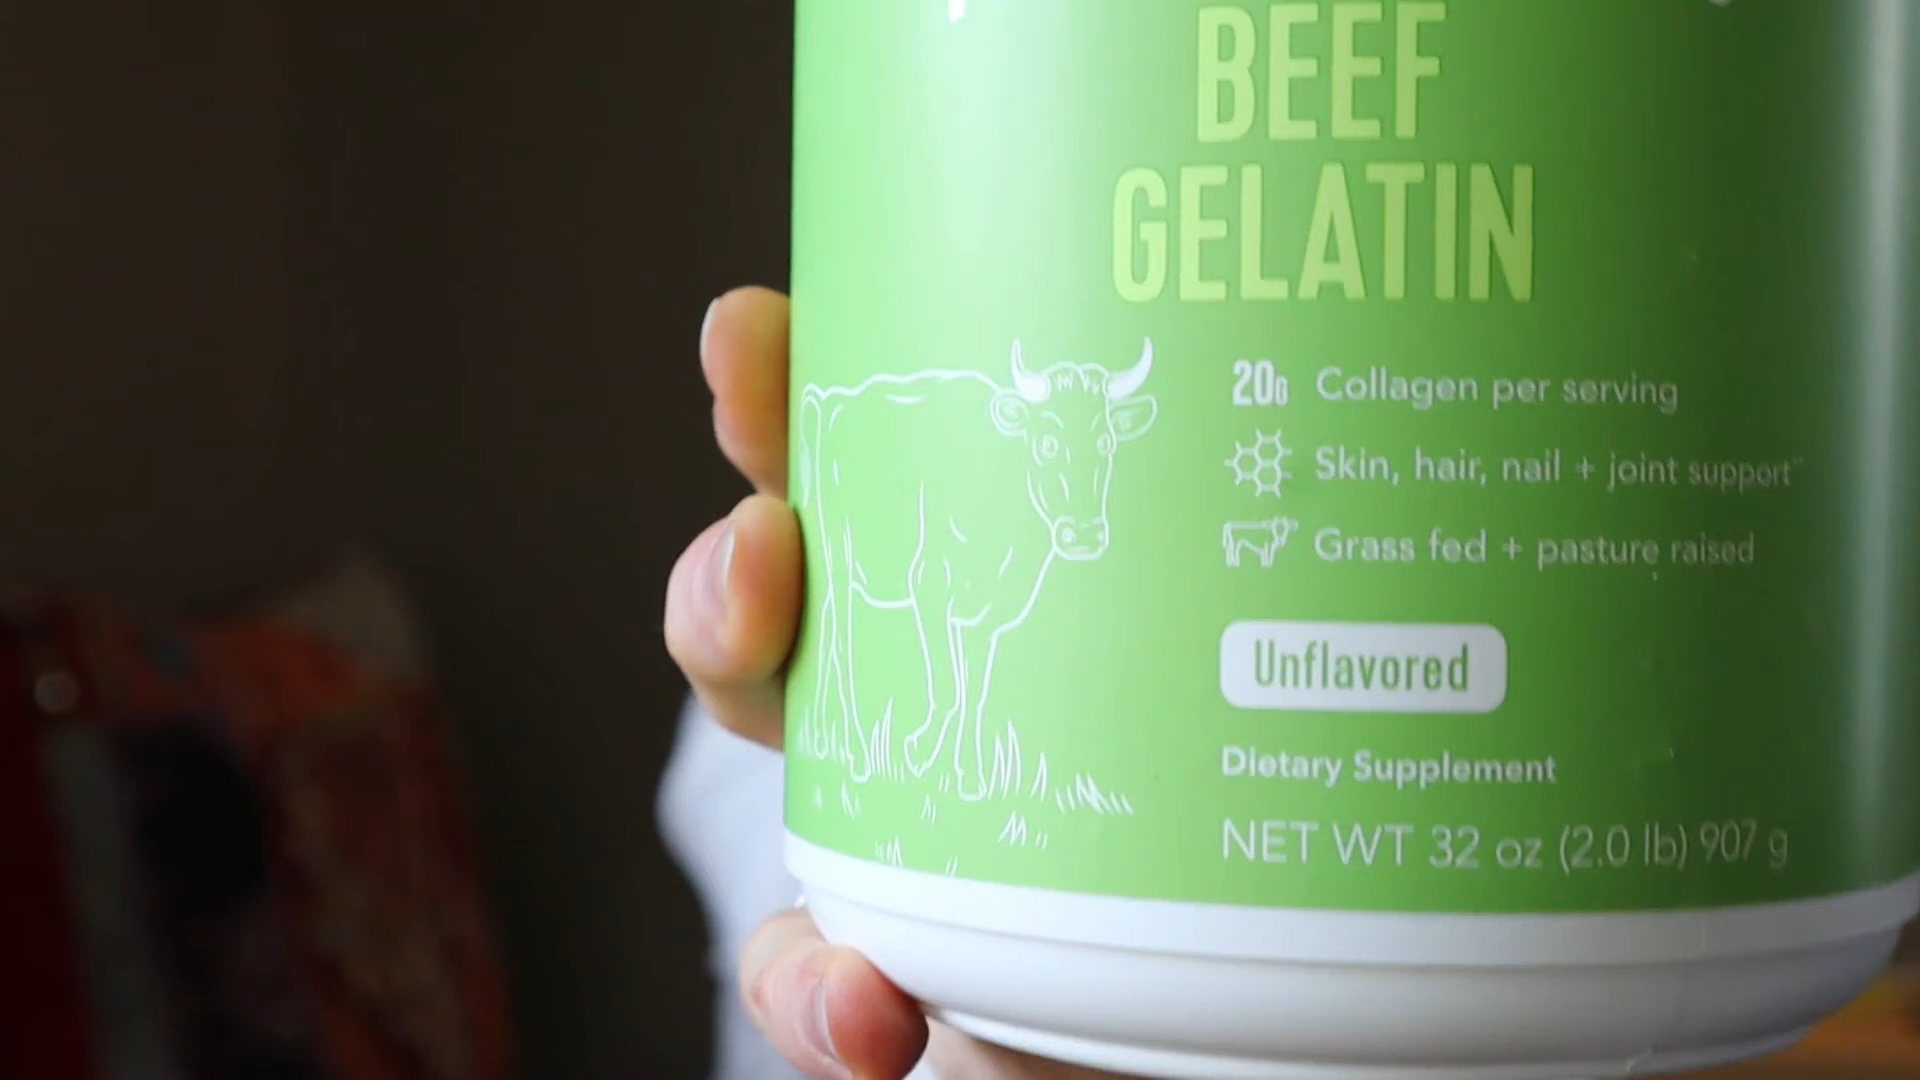 BEEF
GELATIN
20G Collagen per serving
Skin, hair, nail + joint support
Grass fed + pasture raised
Unflavored
Dietary Supplement
NET WT 32 oz (2.0 lb) 907 g